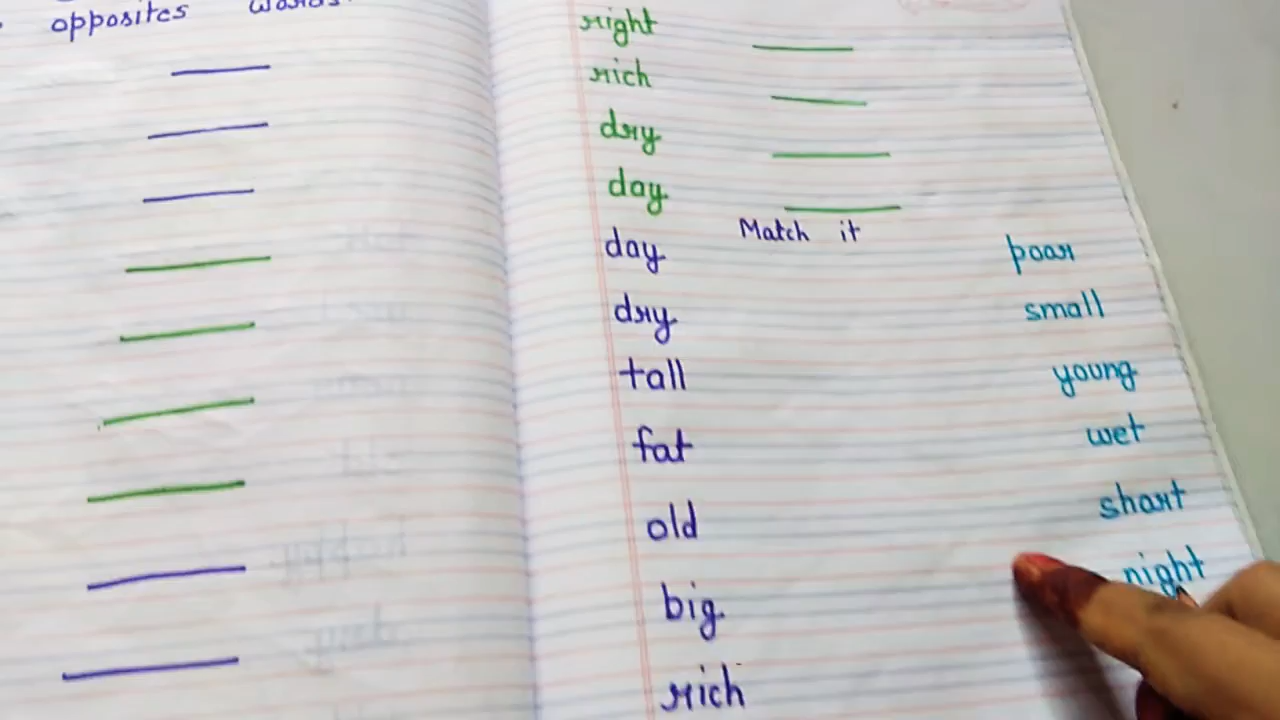 opposites words.
right
rich
dry
day
Match it
day poor
dry small
tall young
fat wet
old short
big night
rich